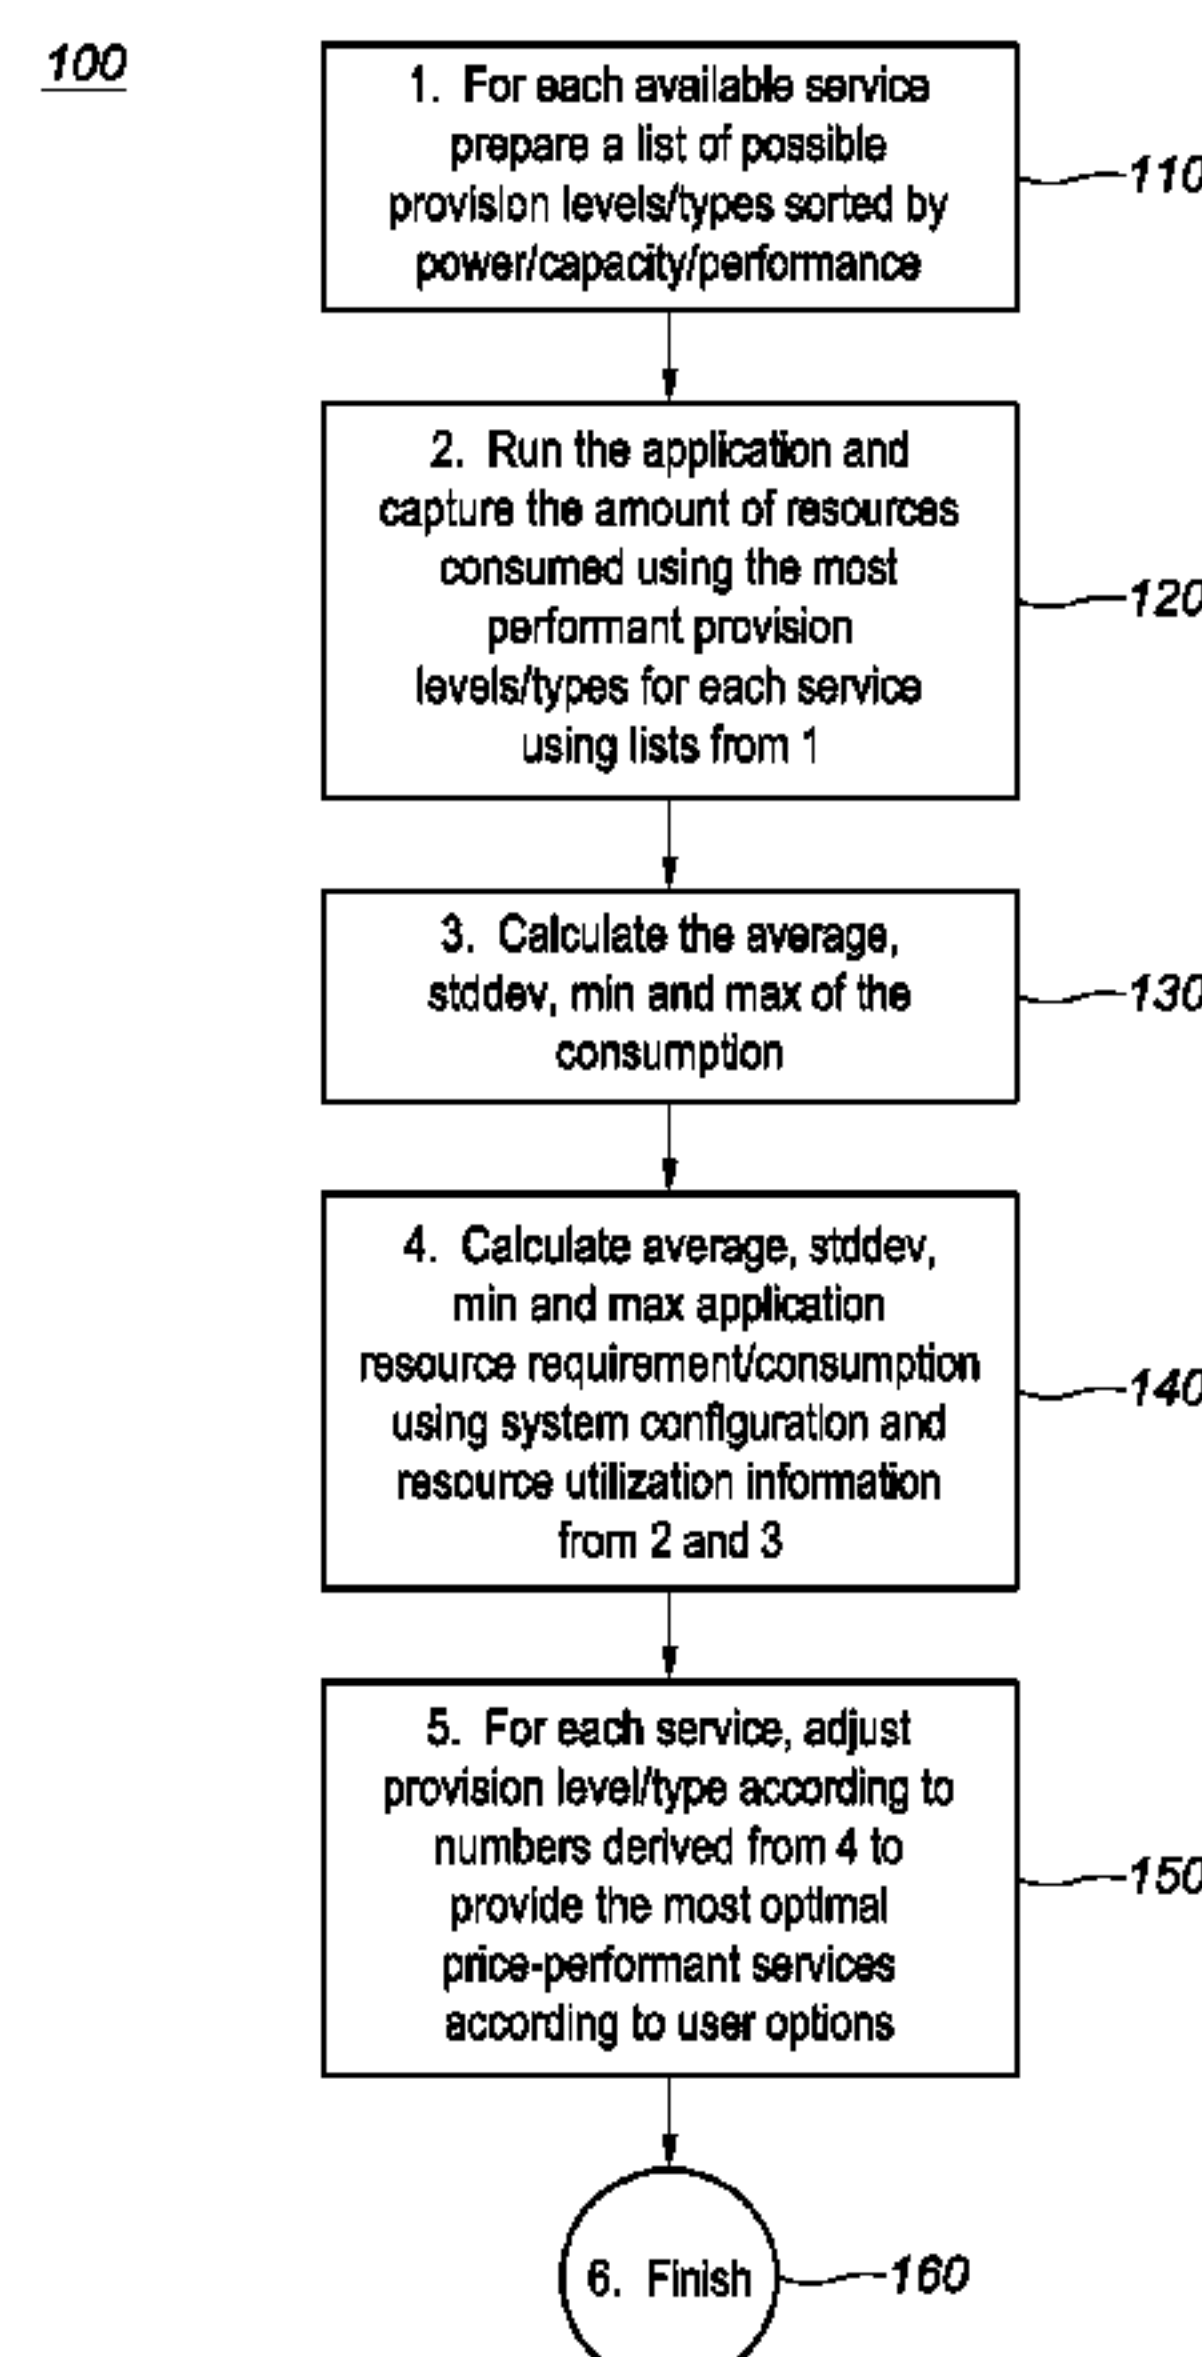 100
1. For each available service
prepare a list of possible
provision levels/types sorted by
power/capacity/performance
110
2. Run the application and
capture the amount of resources
consumed using the most
performant provision
levels/types for each service
using lists from 1
120
3. Calculate the average,
stddev, min and max of the
consumption
130
4. Calculate average, stddev,
min and max application
resource requirement/consumption
using system configuration and
resource utilization information
from 2 and 3
140
5. For each service, adjust
provision level/type according to
numbers derived from 4 to
provide the most optimal
price-performant services
according to user options
150
6. Finish
160